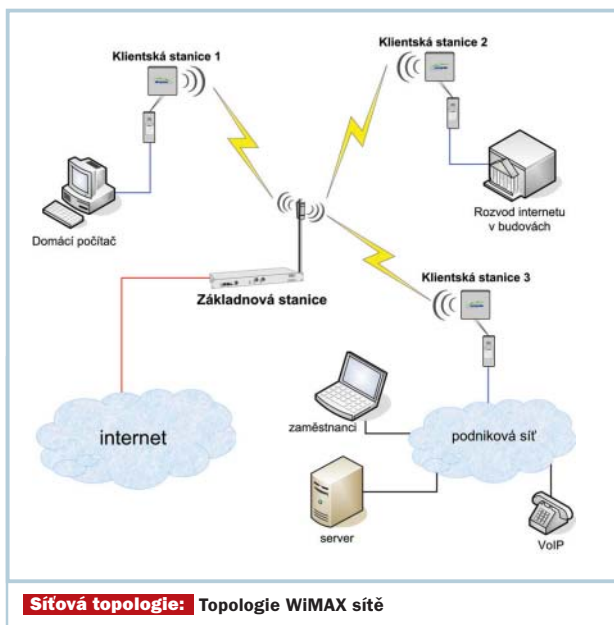 Klientská stanice 1
Klientská stanice 2
Domácí počítač
Rozvod internetu
v budovách
Základnová stanice
Klientská stanice 3
internet
zaměstnanci
podniková síť
server
VoIP
Síťová topologie: Topologie WiMAX sítě